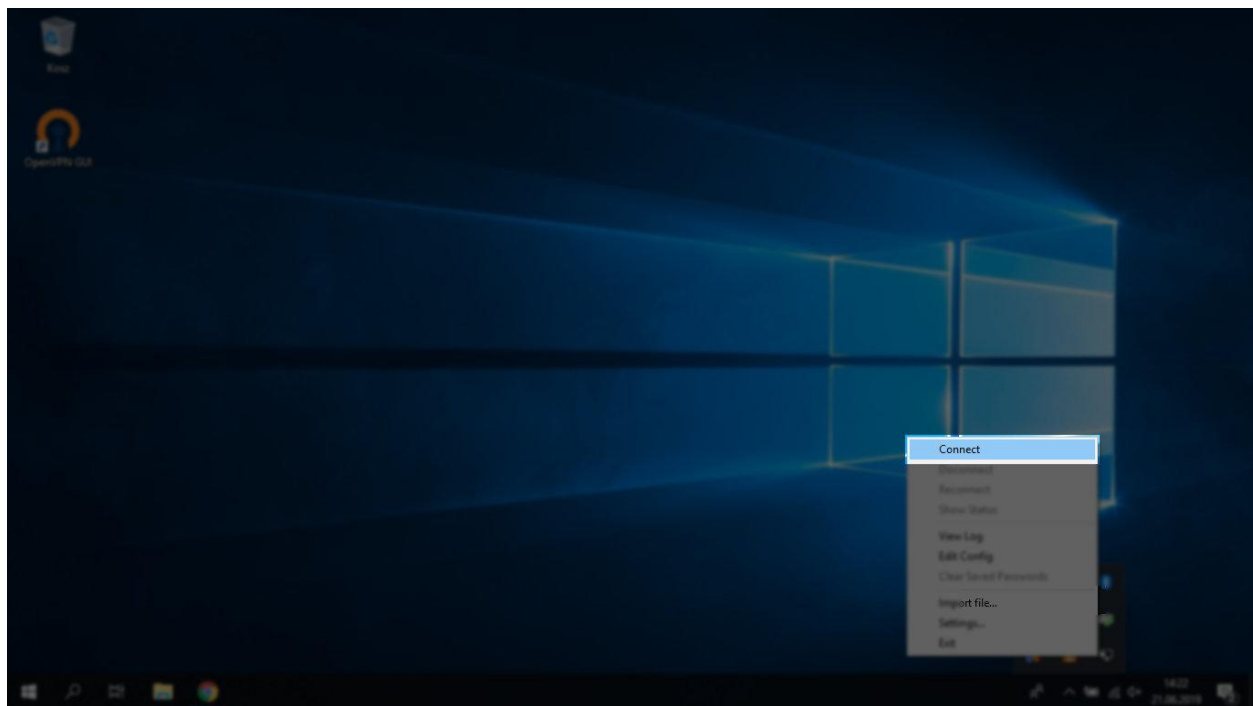 Kosz
OpenVPN GUI
Connect
Disconnect
Reconnect
Show Status
View Log
Edit Config
Clear Saved Passwords
Import file...
Settings...
Exit
14:22
21.06.2019